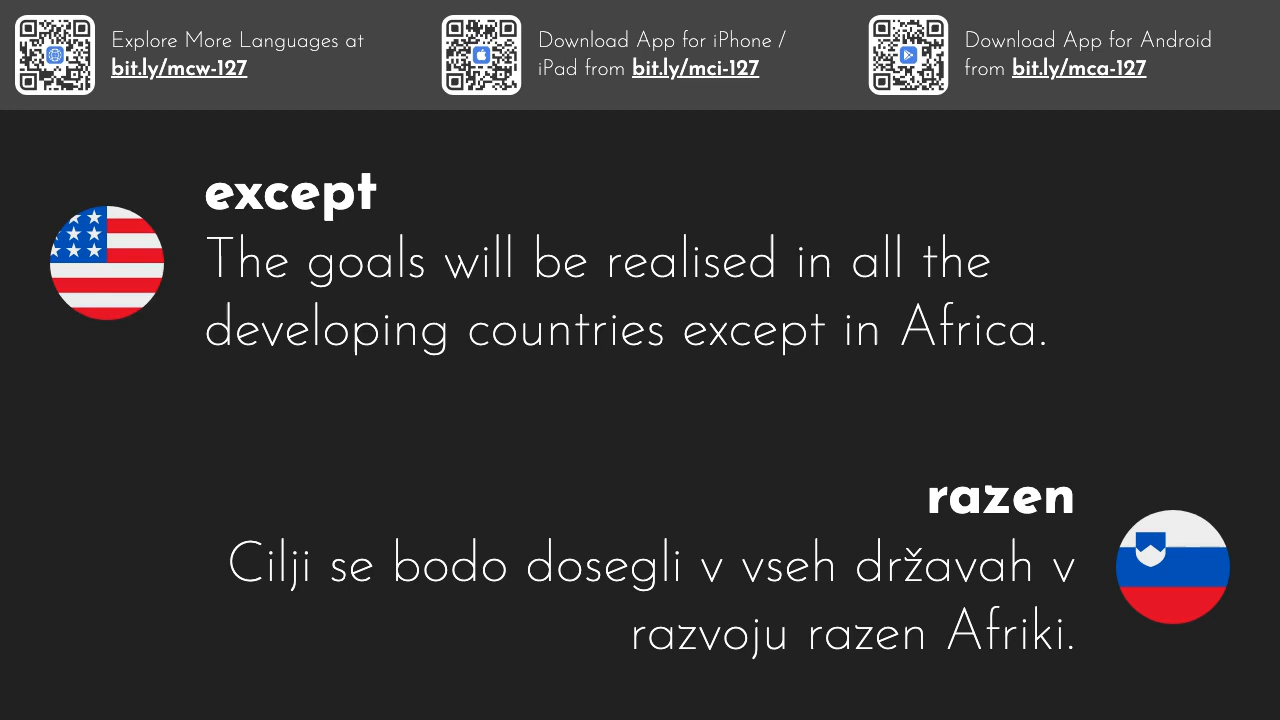 Explore More Languages at
bit.ly/mcw-127
Download App for iPhone /
iPad from bit.ly/mci-127
Download App for Android
from bit.ly/mca-127
except
The goals will be realised in all the
developing countries except in Africa.
razen
Cilji se bodo dosegli v vseh državah v
razvoju razen Afriki.